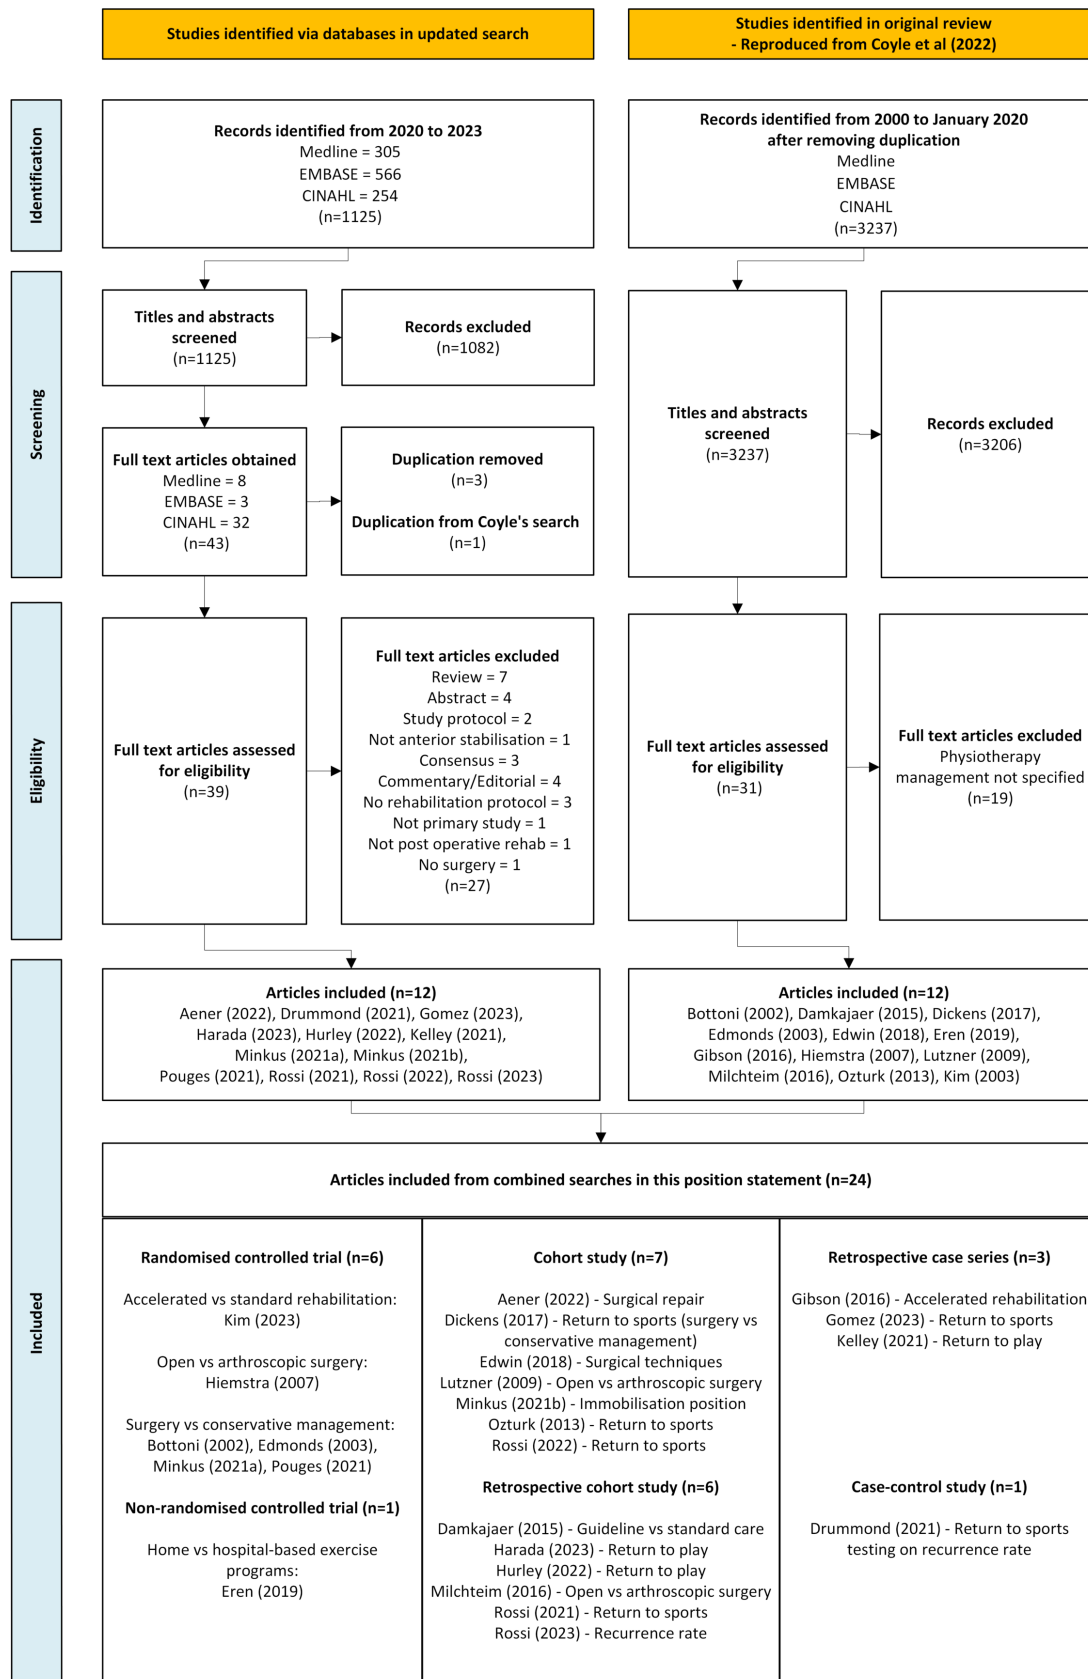 Studies identified via databases in updated search
Studies identified in original review
- Reproduced from Coyle et al (2022)
Identification
Records identified from 2020 to 2023
Medline = 305
EMBASE = 566
CINAHL = 254
(n=1125)
Records identified from 2000 to January 2020
after removing duplication
Medline
EMBASE
CINAHL
(n=3237)
Screening
Titles and abstracts
screened
(n=1125)
Records excluded
(n=1082)
Titles and abstracts
screened
(n=3237)
Records excluded
(n=3206)
Full text articles obtained
Medline = 8
EMBASE = 3
CINAHL = 32
(n=43)
Duplication removed
(n=3)
Duplication from Coyle's search
(n=1)
Eligibility
Full text articles assessed
for eligibility
(n=39)
Full text articles excluded
Review = 7
Abstract = 4
Study protocol = 2
Not anterior stabilisation = 1
Consensus = 3
Commentary/Editorial = 4
No rehabilitation protocol = 3
Not primary study = 1
Not post operative rehab = 1
No surgery = 1
(n=27)
Full text articles assessed
for eligibility
(n=31)
Full text articles excluded
Physiotherapy
management not specified
(n=19)
Included
Articles included (n=12)
Aener (2022), Drummond (2021), Gomez (2023),
Harada (2023), Hurley (2022), Kelley (2021),
Minkus (2021a), Minkus (2021b),
Pouges (2021), Rossi (2021), Rossi (2022), Rossi (2023)
Articles included (n=12)
Bottoni (2002), Damkajaer (2015), Dickens (2017),
Edmonds (2003), Edwin (2018), Eren (2019),
Gibson (2016), Hiemstra (2007), Lutzner (2009),
Milchteim (2016), Ozturk (2013), Kim (2003)
Articles included from combined searches in this position statement (n=24)
Randomised controlled trial (n=6)
Accelerated vs standard rehabilitation:
Kim (2023)
Open vs arthroscopic surgery:
Hiemstra (2007)
Surgery vs conservative management:
Bottoni (2002), Edmonds (2003),
Minkus (2021a), Pouges (2021)
Non-randomised controlled trial (n=1)
Home vs hospital-based exercise
programs:
Eren (2019)
Cohort study (n=7)
Aener (2022) - Surgical repair
Dickens (2017) - Return to sports (surgery vs
conservative management)
Edwin (2018) - Surgical techniques
Lutzner (2009) - Open vs arthroscopic surgery
Minkus (2021b) - Immobilisation position
Ozturk (2013) - Return to sports
Rossi (2022) - Return to sports
Retrospective cohort study (n=6)
Damkajaer (2015) - Guideline vs standard care
Harada (2023) - Return to play
Hurley (2022) - Return to play
Milchteim (2016) - Open vs arthroscopic surgery
Rossi (2021) - Return to sports
Rossi (2023) - Recurrence rate
Retrospective case series (n=3)
Gibson (2016) - Accelerated rehabilitation
Gomez (2023) - Return to sports
Kelley (2021) - Return to play
Case-control study (n=1)
Drummond (2021) - Return to sports
testing on recurrence rate